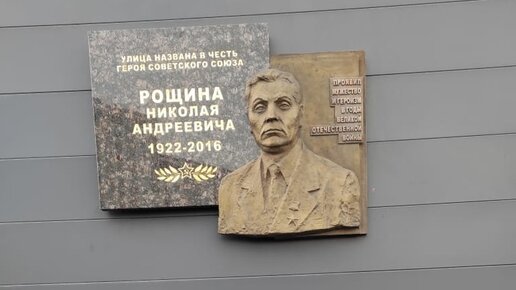 УЛИЦА НАЗВАНА В ЧЕСТЬ
ГЕРОЯ СОВЕТСКОГО СОЮЗА
РОЩИНА
НИКОЛАЯ
АНДРЕЕВИЧА
1922-2016
ПРОЯВИЛ
МУЖЕСТВО
И ГЕРОИЗМ
В ГОДЫ
ВЕЛИКОЙ
ОТЕЧЕСТВЕННОЙ
ВОЙНЫ